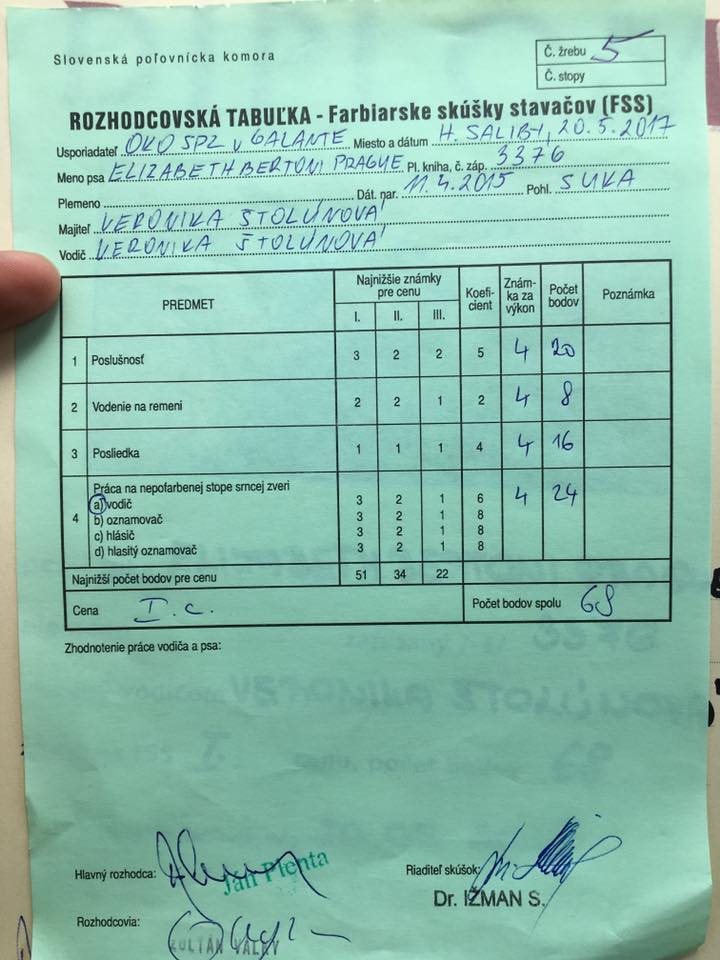 Slovenská poľovnícka komora
Č. žrebu 5
Č. stopy
ROZHODCOVSKÁ TABUĽKA - Farbiarske skúšky stavačov (FSS)
Usporiadateľ OKO SPZ v GALANTE Miesto a dátum H. SALIBY, 20.5.2017
Meno psa ELIZABETH BERTONI PRAGUE Pl. kniha, č. záp. 3376
Plemeno Dát. nar. 11.4.2015 Pohl. SUKA
Majiteľ VERONIKA ŠTOLÚNOVÁ
Vodič VERONIKA ŠTOLÚNOVÁ
PREDMET Najnižšie známky pre cenu Koeficient Znám-ka za výkon Počet bodov Poznámka
I. II. III.
1 Poslušnosť 3 2 2 5 4 20
2 Vodenie na remeni 2 2 1 2 4 8
3 Posliedka 1 1 1 4 4 16
4 Práca na nepofarbenej stope srncej zveri
a) vodič 3 2 1 6 4 24
b) oznamovač 3 2 1 8
c) hlásič 3 2 1 8
d) hlasitý oznamovač 3 2 1 8
Najnižší počet bodov pre cenu 51 34 22
Cena I. c. Počet bodov spolu 68
Zhodnotenie práce vodiča a psa:
Hlavný rozhodca: Ján Plenta
Riaditeľ skúšok:
Dr. IŽMAN S.
Rozhodcovia: ZOLTÁN